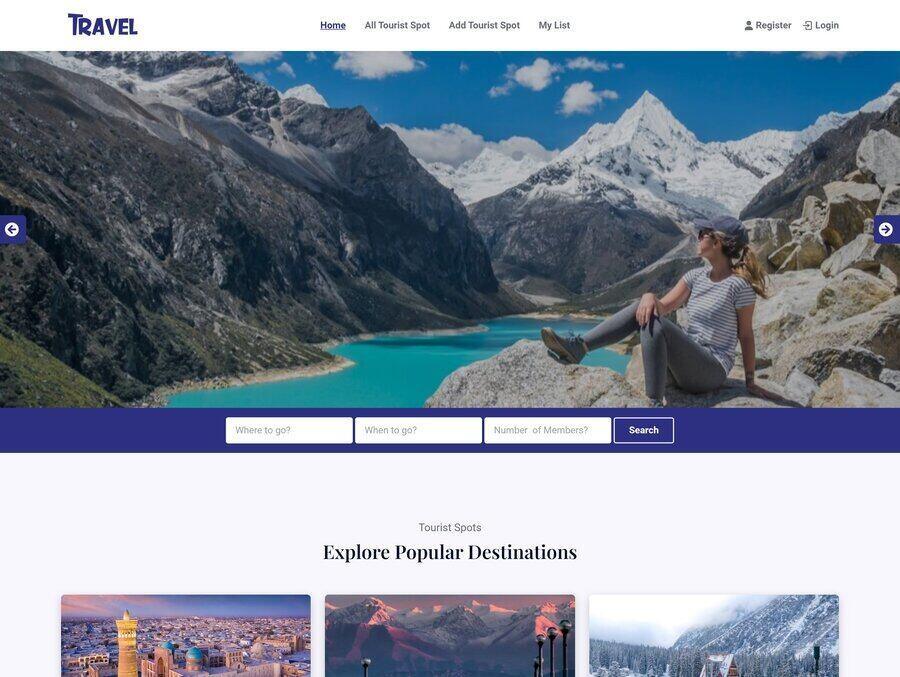 TRAVEL
Home
All Tourist Spot
Add Tourist Spot
My List
Register
Login
Where to go?
When to go?
Number  of Members?
Search
Tourist Spots
Explore Popular Destinations